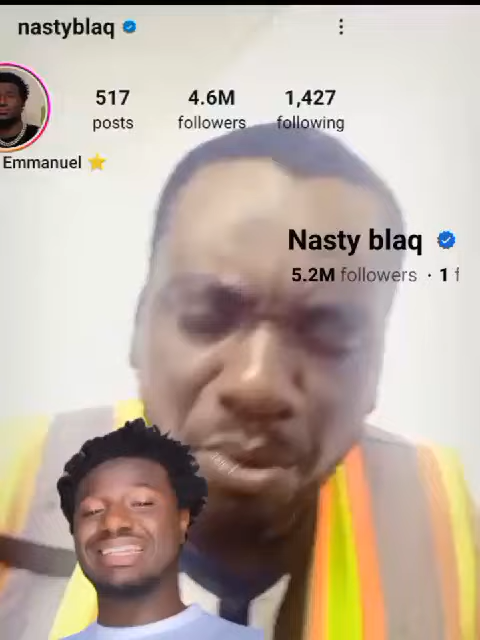 nastyblaq
517 4.6M 1,427
posts followers following
Emmanuel ⭐
Nasty blaq
5.2M followers · 1 f